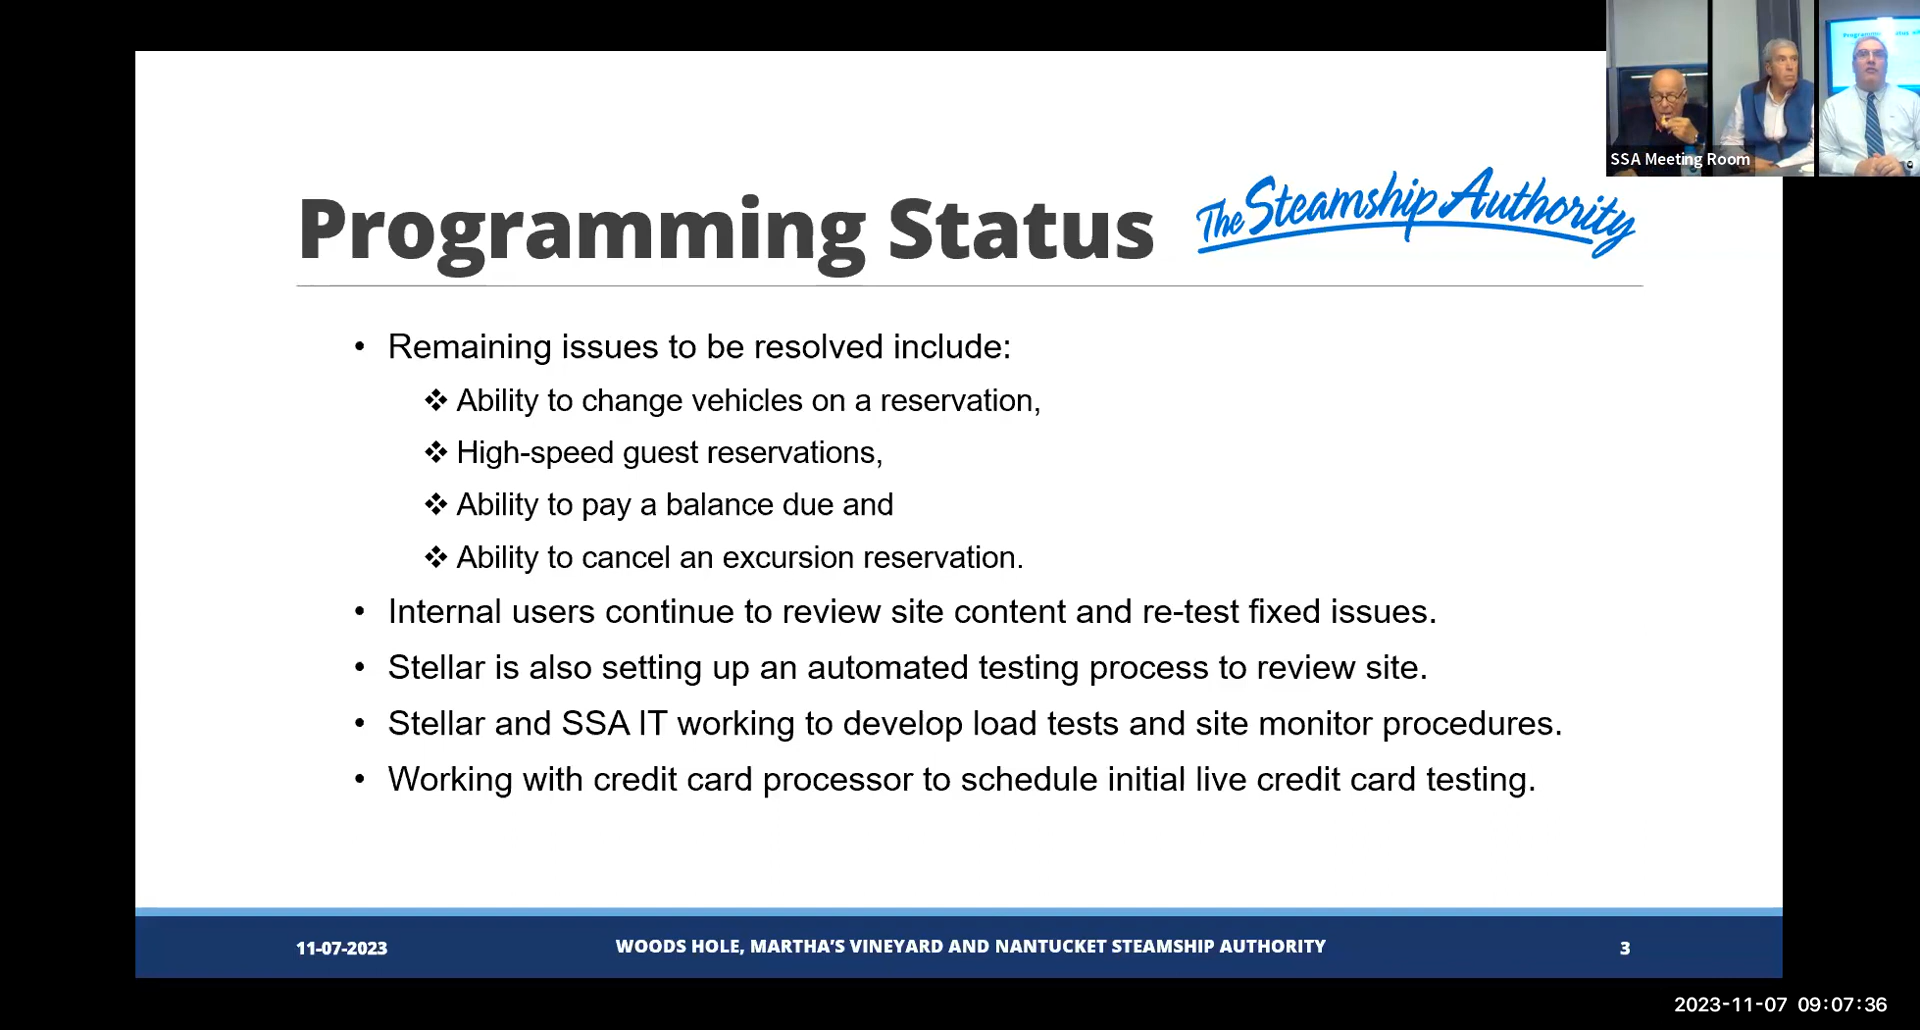 Programming Status
SSA Meeting Room
Programming Status
The Steamship Authority
• Remaining issues to be resolved include:
❖ Ability to change vehicles on a reservation,
❖ High-speed guest reservations,
❖ Ability to pay a balance due and
❖ Ability to cancel an excursion reservation.
• Internal users continue to review site content and re-test fixed issues.
• Stellar is also setting up an automated testing process to review site.
• Stellar and SSA IT working to develop load tests and site monitor procedures.
• Working with credit card processor to schedule initial live credit card testing.
11-07-2023
WOODS HOLE, MARTHA'S VINEYARD AND NANTUCKET STEAMSHIP AUTHORITY
3
2023-11-07 09:07:36